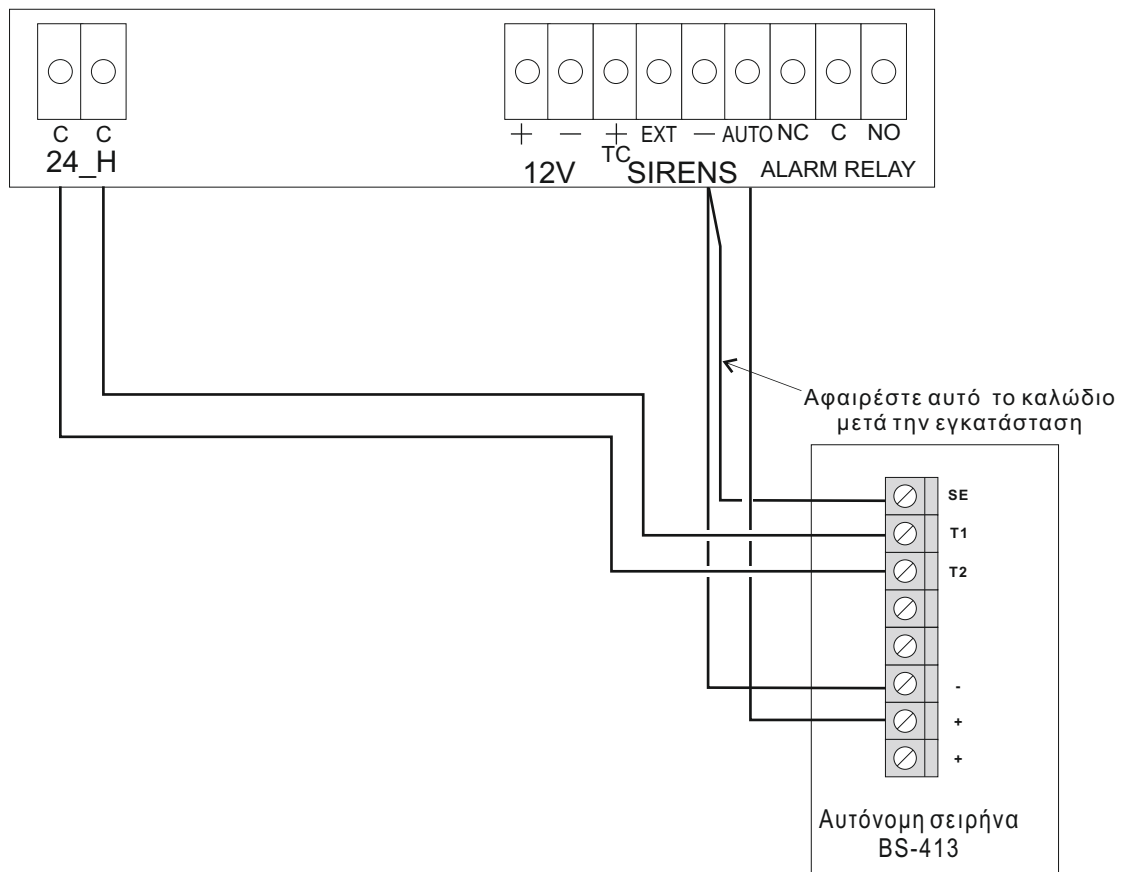 C C
24_H
+ — + EXT — AUTO NC C NO
TC
12V SIRENS ALARM RELAY
Αφαιρέστε αυτό το καλώδιο
μετά την εγκατάσταση
SE
T1
T2
-
+
+
Αυτόνομη σειρήνα
BS-413